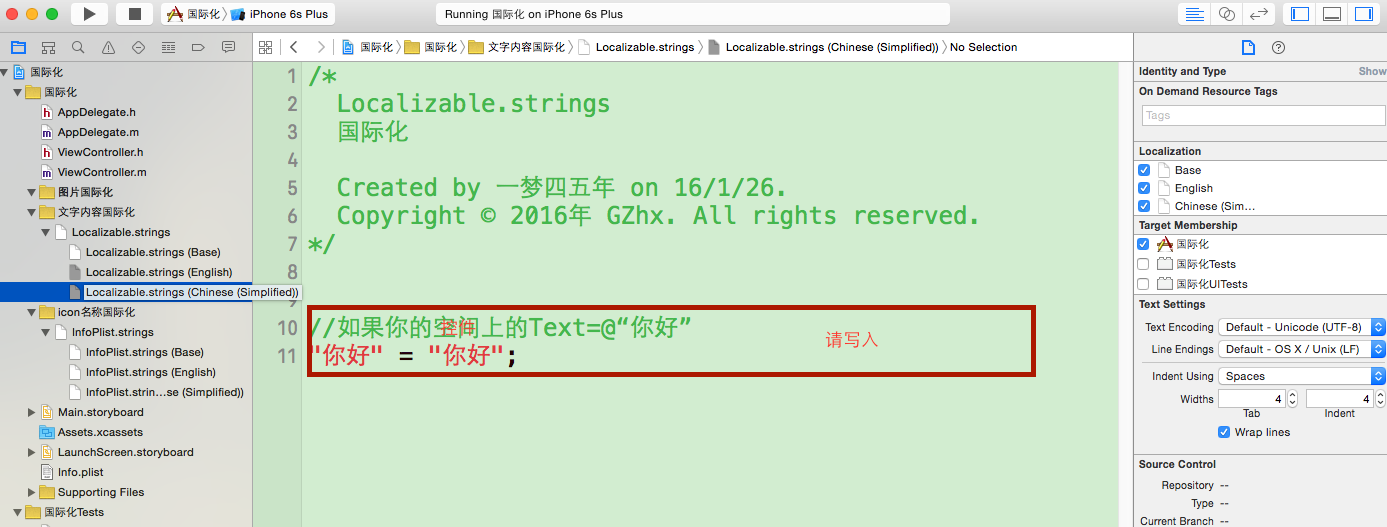 国际化 〉 iPhone 6s Plus
Running 国际化 on iPhone 6s Plus
国际化 〉 国际化 〉 文字内容国际化 〉 Localizable.strings 〉 Localizable.strings (Chinese (Simplified)) 〉 No Selection
国际化
国际化
AppDelegate.h
AppDelegate.m
ViewController.h
ViewController.m
图片国际化
文字内容国际化
Localizable.strings
Localizable.strings (Base)
Localizable.strings (English)
Localizable.strings (Chinese (Simplified))
icon名称国际化
InfoPlist.strings
InfoPlist.strings (Base)
InfoPlist.strings (English)
InfoPlist.strin...se (Simplified))
Main.storyboard
Assets.xcassets
LaunchScreen.storyboard
Info.plist
Supporting Files
国际化Tests
1 /*
2 Localizable.strings
3 国际化
4
5 Created by 一梦四五年 on 16/1/26.
6 Copyright © 2016年 GZhx. All rights reserved.
7 */
8
9
10 //如果你的空间上的Text=@“你好”
控件
请写入
11 "你好" = "你好";
Identity and Type
Show
On Demand Resource Tags
Tags
Localization
Base
English
Chinese (Sim...
Target Membership
国际化
国际化Tests
国际化UITests
Text Settings
Text Encoding Default - Unicode (UTF-8)
Line Endings Default - OS X / Unix (LF)
Indent Using Spaces
Widths 4 4
Tab Indent
Wrap lines
Source Control
Repository --
Type --
Current Branch --